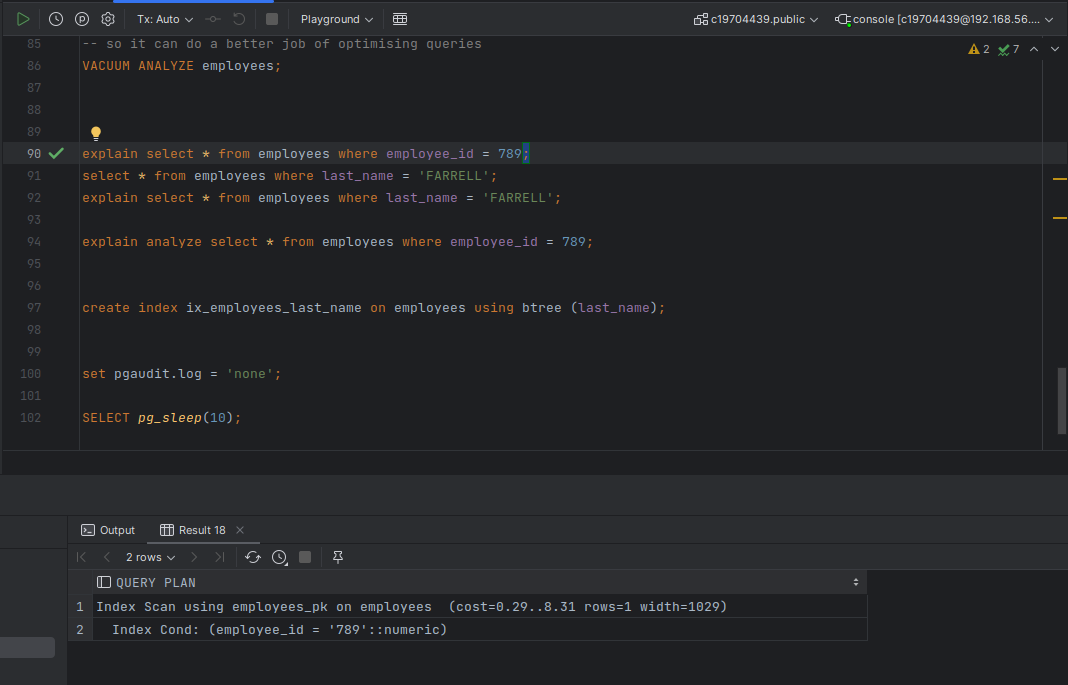 Tx: Auto
Playground
c19704439.public
console [c19704439@192.168.56....
2
7
85 -- so it can do a better job of optimising queries
86 VACUUM ANALYZE employees;
87
88
89
90 explain select * from employees where employee_id = 789;
91 select * from employees where last_name = 'FARRELL';
92 explain select * from employees where last_name = 'FARRELL';
93
94 explain analyze select * from employees where employee_id = 789;
95
96
97 create index ix_employees_last_name on employees using btree (last_name);
98
99
100 set pgaudit.log = 'none';
101
102 SELECT pg_sleep(10);
Output
Result 18
2 rows
QUERY PLAN
1 Index Scan using employees_pk on employees  (cost=0.29..8.31 rows=1 width=1029)
2   Index Cond: (employee_id = '789'::numeric)